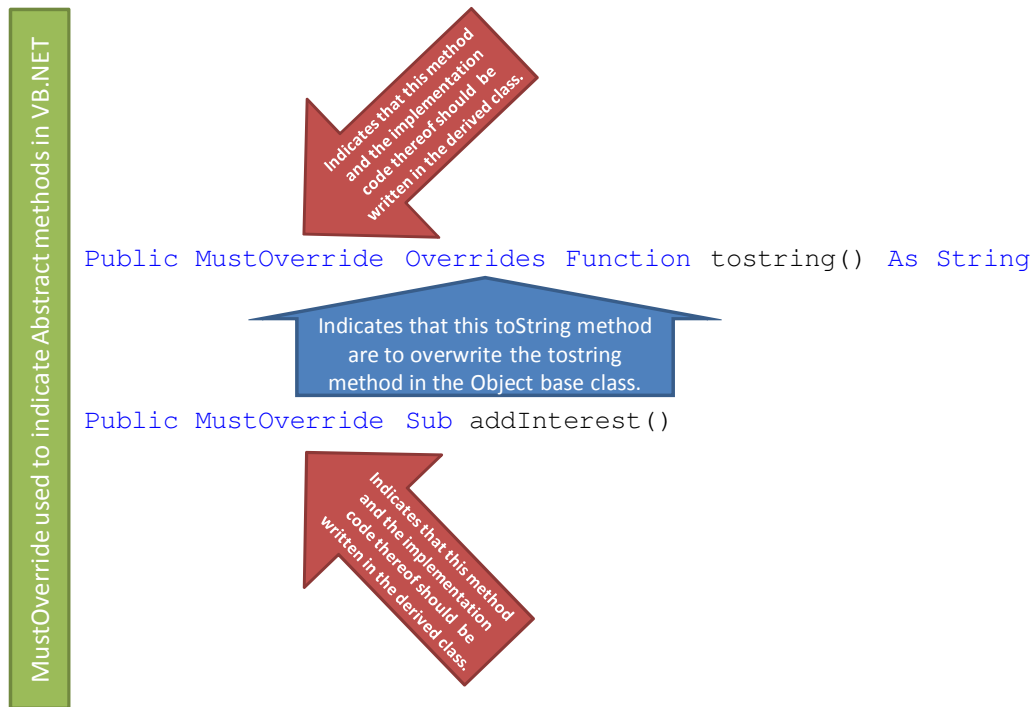 MustOverride used to indicate Abstract methods in VB.NET
Indicates that this method
and the implementation
code thereof should be
written in the derived class.
Public MustOverride Overrides Function tostring() As String
Indicates that this toString method
are to overwrite the tostring
method in the Object base class.
Public MustOverride Sub addInterest()
Indicates that this method
and the implementation
code thereof should be
written in the derived class.